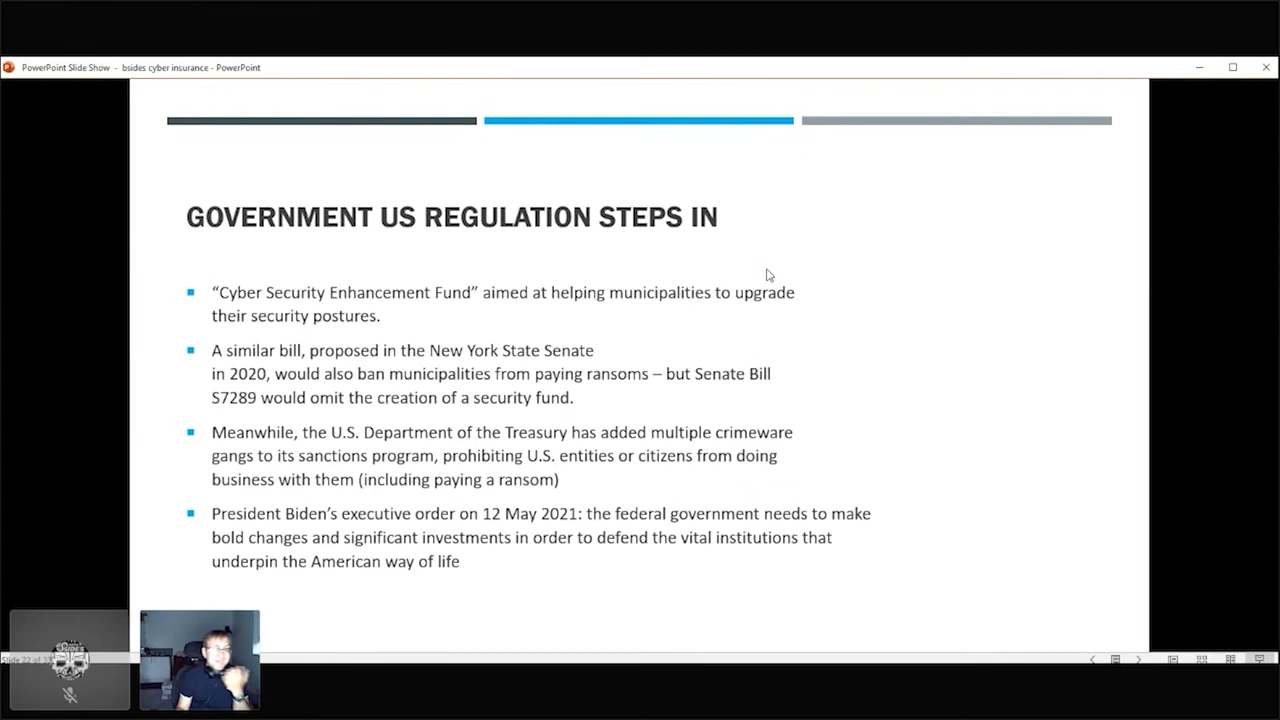 PowerPoint Slide Show - bsides cyber insurance - PowerPoint
GOVERNMENT US REGULATION STEPS IN
“Cyber Security Enhancement Fund” aimed at helping municipalities to upgrade
their security postures.
A similar bill, proposed in the New York State Senate
in 2020, would also ban municipalities from paying ransoms – but Senate Bill
S7289 would omit the creation of a security fund.
Meanwhile, the U.S. Department of the Treasury has added multiple crimeware
gangs to its sanctions program, prohibiting U.S. entities or citizens from doing
business with them (including paying a ransom)
President Biden’s executive order on 12 May 2021: the federal government needs to make
bold changes and significant investments in order to defend the vital institutions that
underpin the American way of life
Slide 22 of 33